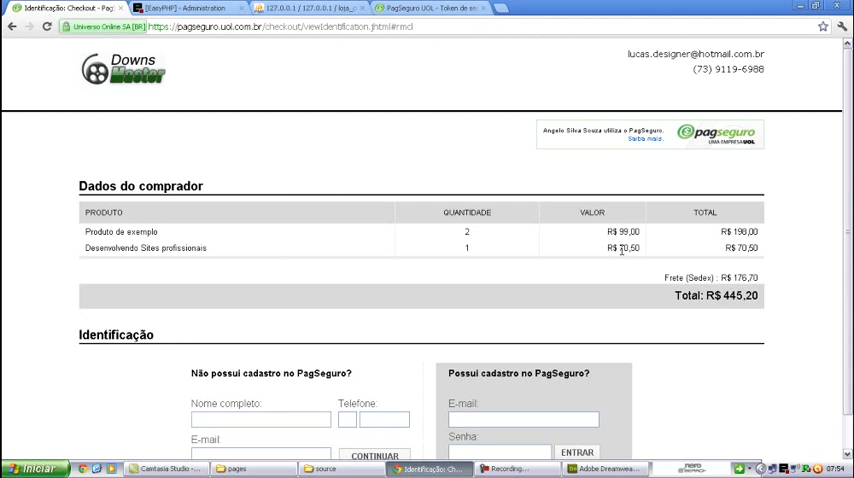 Identificação: Checkout - Pag
[EasyPHP] - Administration
127.0.0.1 / 127.0.0.1 / loja_
PagSeguro UOL - Token de se
Universo Online SA [BR]
https://pagseguro.uol.com.br/checkout/viewIdentification.jhtml#rmcl
Downs
Master
lucas.designer@hotmail.com.br
(73) 9119-6988
Angelo Silva Souza utiliza o PagSeguro.
Saiba mais.
pagseguro
UMA EMPRESA UOL
Dados do comprador
PRODUTO QUANTIDADE VALOR TOTAL
Produto de exemplo 2 R$ 99,00 R$ 198,00
Desenvolvendo Sites profissionais 1 R$ 70,50 R$ 70,50
Frete (Sedex) : R$ 176,70
Total: R$ 445,20
Identificação
Não possui cadastro no PagSeguro?
Nome completo: Telefone:
E-mail:
CONTINUAR
Possui cadastro no PagSeguro?
E-mail:
Senha:
ENTRAR
Iniciar
Camtasia Studio -...
pages
source
Identificação: Ch...
Recording...
Adobe Dreamwea...
nero
SEARCH
07:54